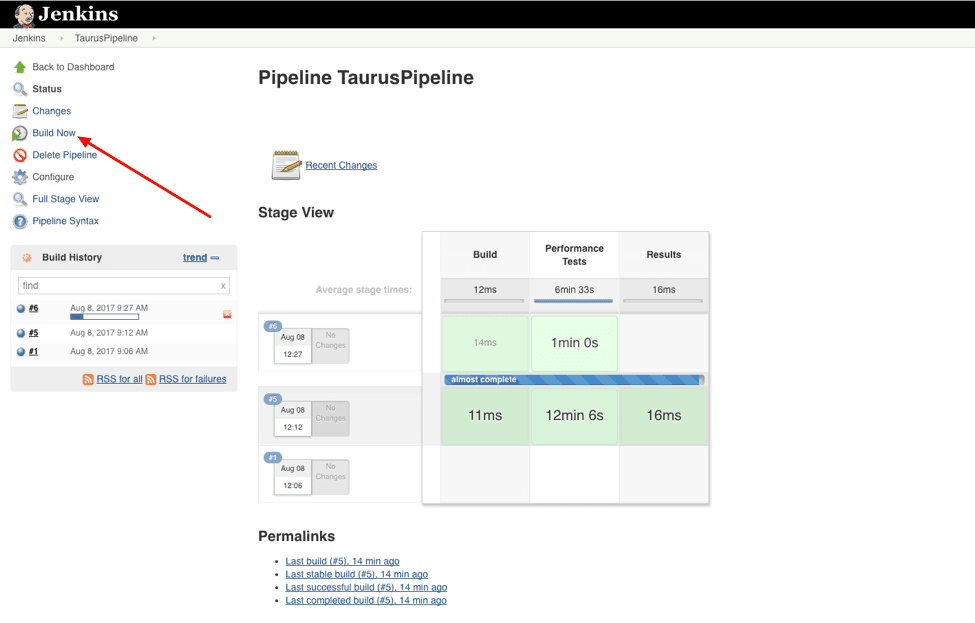 Jenkins
Jenkins
TaurusPipeline
Back to Dashboard
Status
Changes
Build Now
Delete Pipeline
Configure
Full Stage View
Pipeline Syntax
Build History
trend
find
x
#6
Aug 8, 2017 9:27 AM
#5
Aug 8, 2017 9:12 AM
#1
Aug 8, 2017 9:06 AM
RSS for all
RSS for failures
Pipeline TaurusPipeline
Recent Changes
Stage View
Build
Performance
Tests
Results
Average stage times:
12ms
6min 33s
16ms
#6
Aug 08
12:27
No
Changes
14ms
1min 0s
almost complete
#5
Aug 08
12:12
No
Changes
11ms
12min 6s
16ms
#1
Aug 08
12:06
No
Changes
Permalinks
Last build (#5), 14 min ago
Last stable build (#5), 14 min ago
Last successful build (#5), 14 min ago
Last completed build (#5), 14 min ago